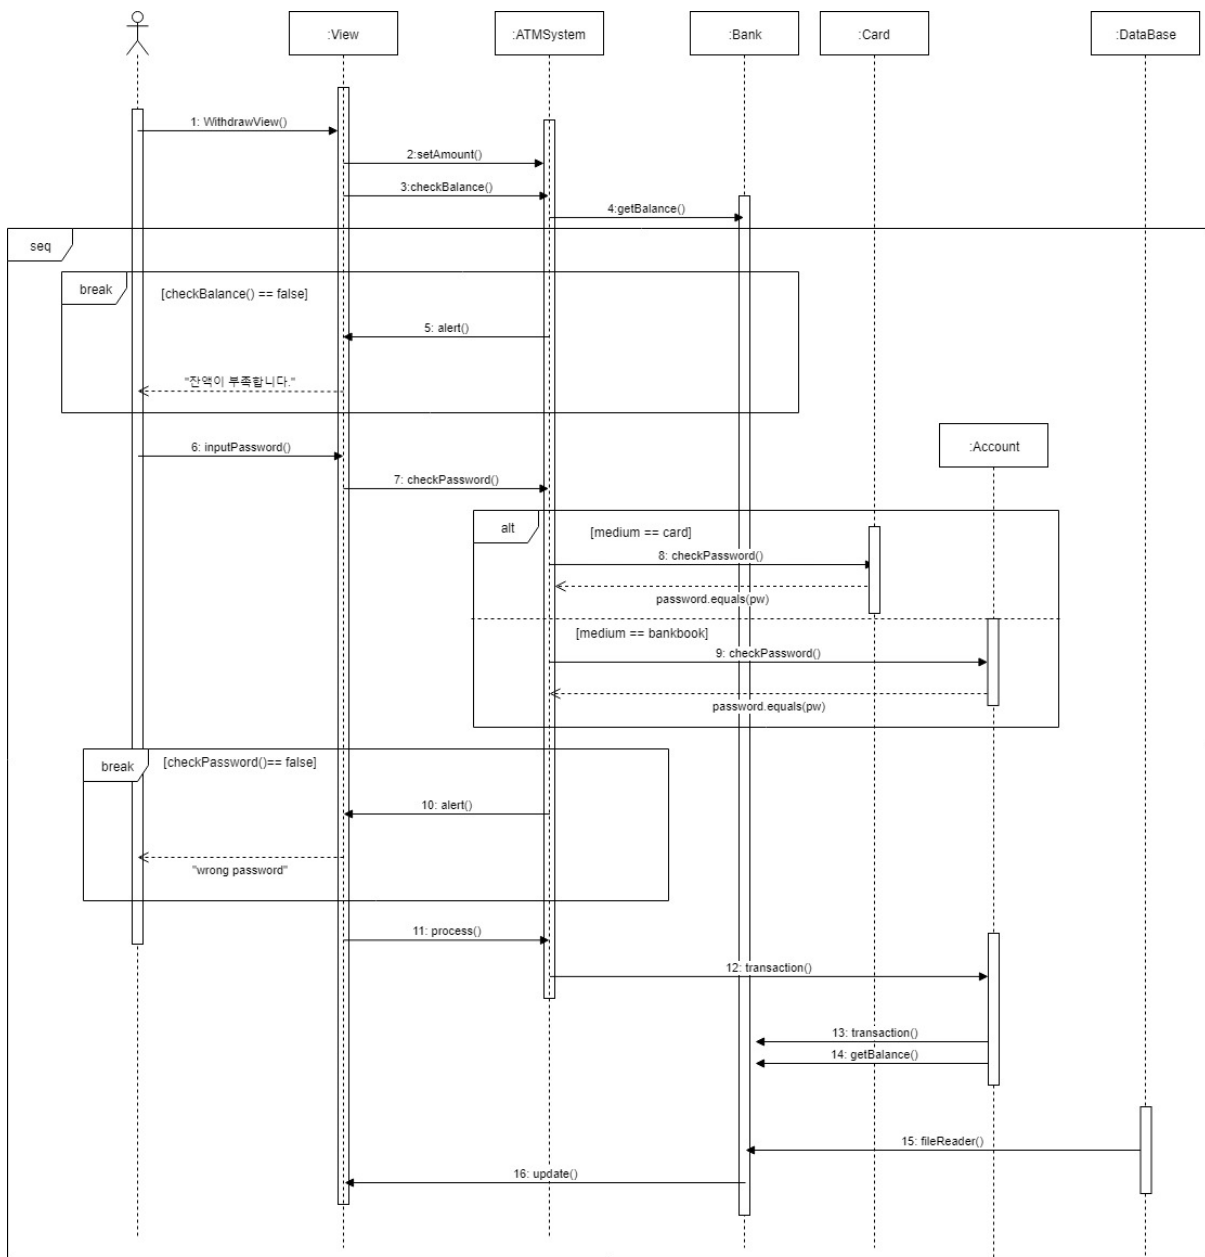 :View
:ATMSystem
:Bank
:Card
:DataBase
1: WithdrawView()
2:setAmount()
3:checkBalance()
4:getBalance()
seq
break
[checkBalance() == false]
5: alert()
"잔액이 부족합니다."
:Account
6: inputPassword()
7: checkPassword()
alt
[medium == card]
8: checkPassword()
password.equals(pw)
[medium == bankbook]
9: checkPassword()
password.equals(pw)
break
[checkPassword()== false]
10: alert()
"wrong password"
11: process()
12: transaction()
13: transaction()
14: getBalance()
15: fileReader()
16: update()